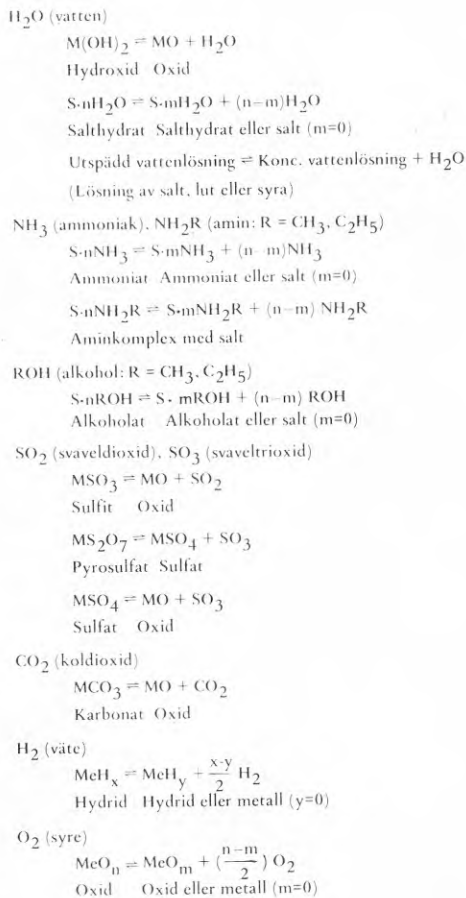 H₂O (vatten)
M(OH)₂ ⇌ MO + H₂O
Hydroxid Oxid
S·nH₂O ⇌ S·mH₂O + (n−m)H₂O
Salthydrat Salthydrat eller salt (m=0)
Utspädd vattenlösning ⇌ Konc. vattenlösning + H₂O
(Lösning av salt, lut eller syra)
NH₃ (ammoniak), NH₂R (amin: R = CH₃, C₂H₅)
S·nNH₃ ⇌ S·mNH₃ + (n−m)NH₃
Ammoniat Ammoniat eller salt (m=0)
S·nNH₂R ⇌ S·mNH₂R + (n−m) NH₂R
Aminkomplex med salt
ROH (alkohol: R = CH₃, C₂H₅)
S·nROH ⇌ S· mROH + (n−m) ROH
Alkoholat Alkoholat eller salt (m=0)
SO₂ (svaveldioxid), SO₃ (svaveltrioxid)
MSO₃ ⇌ MO + SO₂
Sulfit Oxid
MS₂O₇ ⇌ MSO₄ + SO₃
Pyrosulfat Sulfat
MSO₄ ⇌ MO + SO₃
Sulfat Oxid
CO₂ (koldioxid)
MCO₃ ⇌ MO + CO₂
Karbonat Oxid
H₂ (väte)
MeHₓ ⇌ MeHᵧ + x-y/2 H₂
Hydrid Hydrid eller metall (y=0)
O₂ (syre)
MeOₙ ⇌ MeOₘ + (n−m/2) O₂
Oxid Oxid eller metall (m=0)